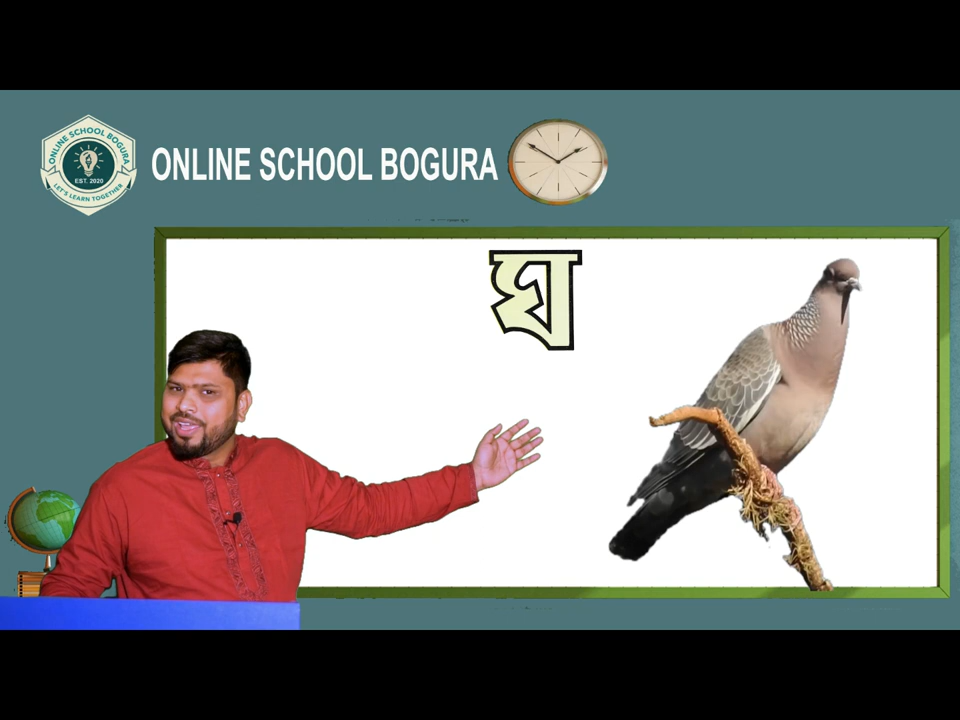 ONLINE SCHOOL BOGURA
EST. 2020
LET'S LEARN TOGETHER
ONLINE SCHOOL BOGURA
ঘ